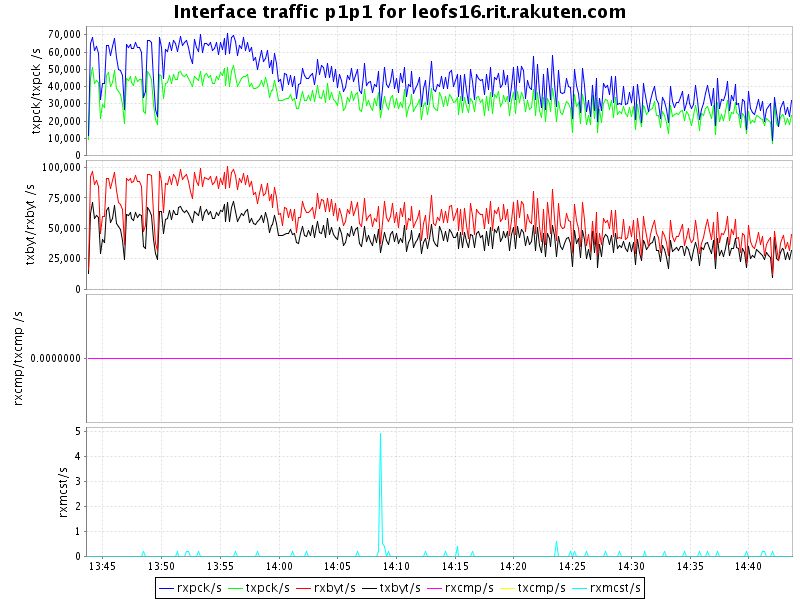 Interface traffic p1p1 for leofs16.rit.rakuten.com
txpck/txpck /s
70,000
60,000
50,000
40,000
30,000
20,000
10,000
0
txbyt/rxbyt /s
100,000
75,000
50,000
25,000
0
rxcmp/txcmp /s
0.0000000
rxmcst/s
5
4
3
2
1
0
13:45 13:50 13:55 14:00 14:05 14:10 14:15 14:20 14:25 14:30 14:35 14:40
rxpck/s txpck/s rxbyt/s txbyt/s rxcmp/s txcmp/s rxmcst/s